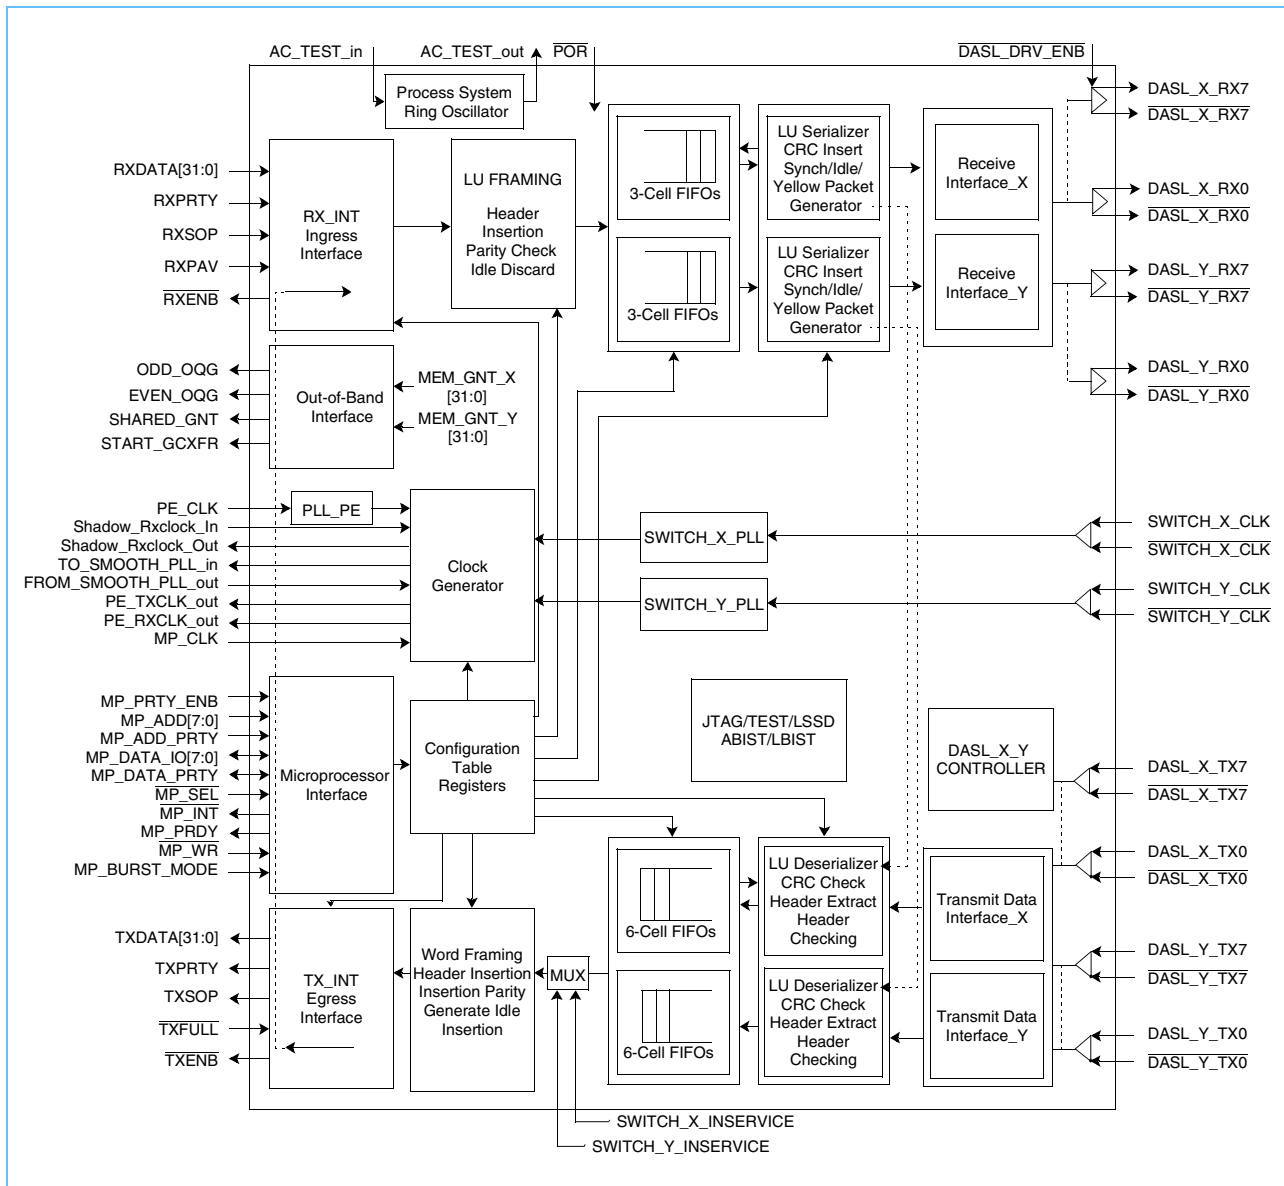 AC_TEST_in
AC_TEST_out
POR
DASL_DRV_ENB
Process System
Ring Oscillator
RXDATA[31:0]
RXPRTY
RXSOP
RXPAV
RXENB
RX_INT
Ingress
Interface
LU FRAMING
Header
Insertion
Parity Check
Idle Discard
3-Cell FIFOs
3-Cell FIFOs
LU Serializer
CRC Insert
Synch/Idle/
Yellow Packet
Generator
LU Serializer
CRC Insert
Synch/Idle/
Yellow Packet
Generator
Receive
Interface_X
Receive
Interface_Y
DASL_X_RX7
DASL_X_RX7
DASL_X_RX0
DASL_X_RX0
DASL_Y_RX7
DASL_Y_RX7
DASL_Y_RX0
DASL_Y_RX0
ODD_OQG
EVEN_OQG
SHARED_GNT
START_GCXFR
Out-of-Band
Interface
MEM_GNT_X
[31:0]
MEM_GNT_Y
[31:0]
PE_CLK
Shadow_Rxclock_In
Shadow_Rxclock_Out
TO_SMOOTH_PLL_in
FROM_SMOOTH_PLL_out
PE_TXCLK_out
PE_RXCLK_out
MP_CLK
PLL_PE
Clock
Generator
SWITCH_X_PLL
SWITCH_Y_PLL
SWITCH_X_CLK
SWITCH_X_CLK
SWITCH_Y_CLK
SWITCH_Y_CLK
MP_PRTY_ENB
MP_ADD[7:0]
MP_ADD_PRTY
MP_DATA_IO[7:0]
MP_DATA_PRTY
MP_SEL
MP_INT
MP_PRDY
MP_WR
MP_BURST_MODE
Microprocessor
Interface
Configuration
Table
Registers
JTAG/TEST/LSSD
ABIST/LBIST
DASL_X_Y
CONTROLLER
DASL_X_TX7
DASL_X_TX7
DASL_X_TX0
DASL_X_TX0
DASL_Y_TX7
DASL_Y_TX7
DASL_Y_TX0
DASL_Y_TX0
TXDATA[31:0]
TXPRTY
TXSOP
TXFULL
TXENB
TX_INT
Egress
Interface
Word Framing
Header Insertion
Insertion Parity
Generate Idle
Insertion
MUX
6-Cell FIFOs
6-Cell FIFOs
LU Deserializer
CRC Check
Header Extract
Header
Checking
LU Deserializer
CRC Check
Header Extract
Header
Checking
Transmit Data
Interface_X
Transmit Data
Interface_Y
SWITCH_X_INSERVICE
SWITCH_Y_INSERVICE